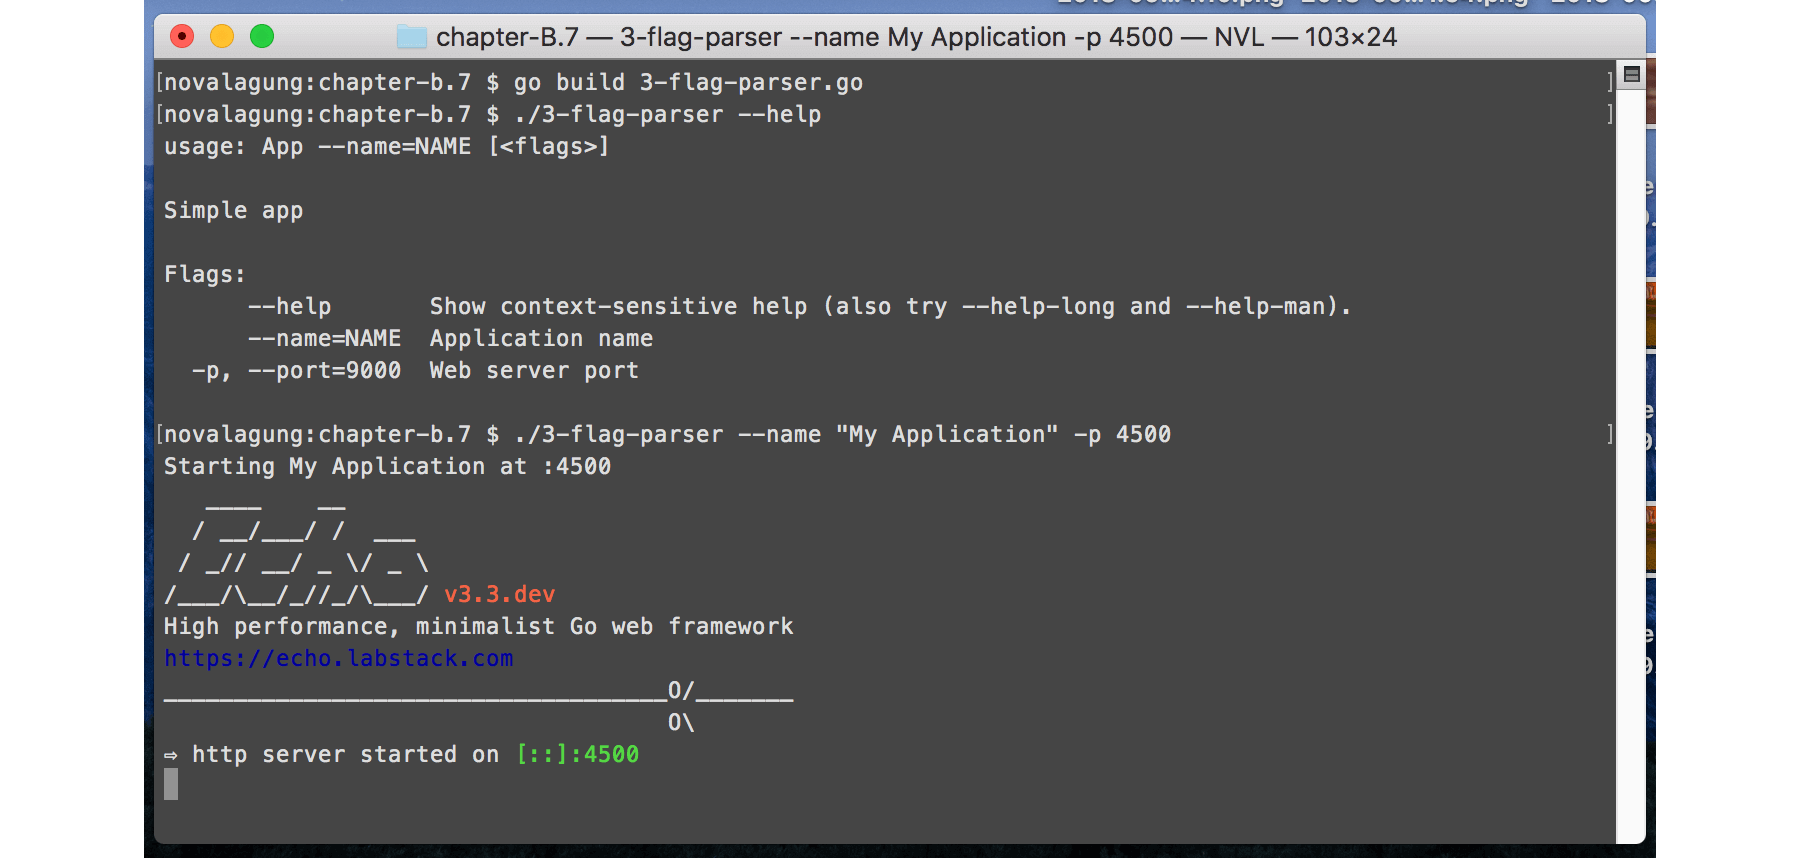 chapter-B.7 — 3-flag-parser --name My Application -p 4500 — NVL — 103×24
[novalagung:chapter-b.7 $ go build 3-flag-parser.go ]
[novalagung:chapter-b.7 $ ./3-flag-parser --help ]
usage: App --name=NAME [<flags>]
Simple app
Flags:
      --help       Show context-sensitive help (also try --help-long and --help-man).
      --name=NAME  Application name
  -p, --port=9000  Web server port
[novalagung:chapter-b.7 $ ./3-flag-parser --name "My Application" -p 4500 ]
Starting My Application at :4500
   ____    __
  / __/___/ /  ___
 / _// __/ _ \/ _ \
/___/\__/_//_/\___/ v3.3.dev
High performance, minimalist Go web framework
https://echo.labstack.com
____________________________________O/_______
                                    O\
⇨ http server started on [::]:4500